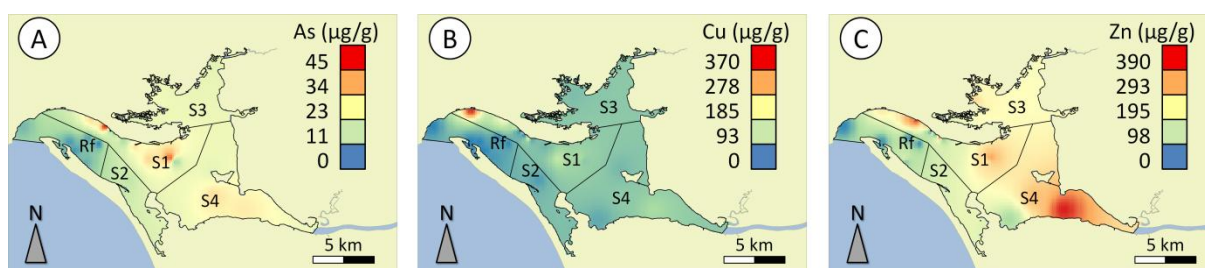 A
As (µg/g)
45
34
23
11
0
S3
Rf
S1
S2
S4
N
5 km
B
Cu (µg/g)
370
278
185
93
0
S3
Rf
S1
S2
S4
N
5 km
C
Zn (µg/g)
390
293
195
98
0
S3
Rf
S1
S2
S4
N
5 km